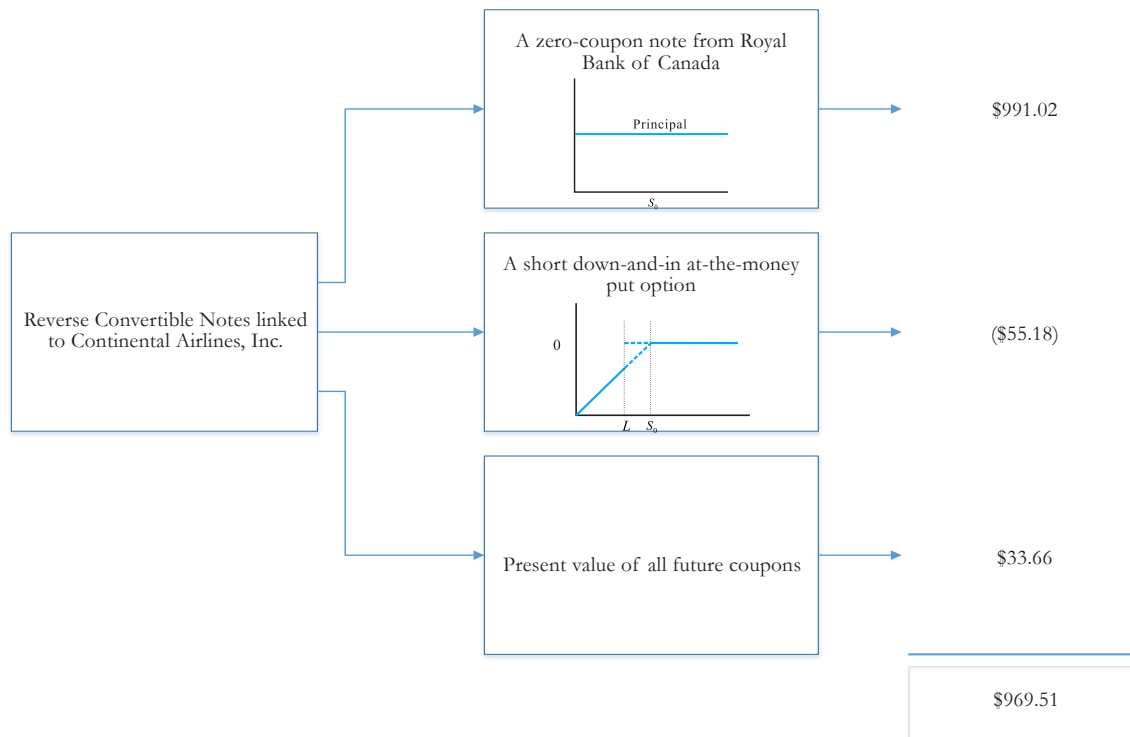 A zero-coupon note from Royal
Bank of Canada
Principal
S₀
$991.02
Reverse Convertible Notes linked
to Continental Airlines, Inc.
A short down-and-in at-the-money
put option
0
L S₀
($55.18)
Present value of all future coupons
$33.66
$969.51